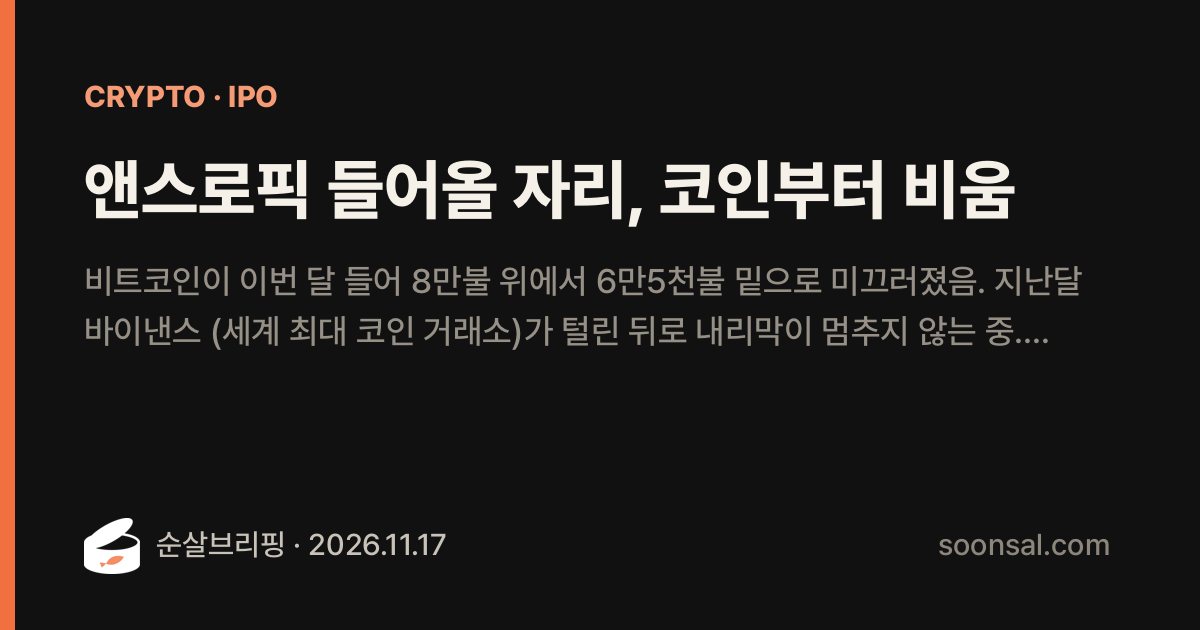 CRYPTO · IPO
앤스로픽 들어올 자리, 코인부터 비움
비트코인이 이번 달 들어 8만불 위에서 6만5천불 밑으로 미끄러졌음. 지난달
바이낸스 (세계 최대 코인 거래소)가 털린 뒤로 내리막이 멈추지 않는 중....
순살브리핑 · 2026.11.17
soonsal.com